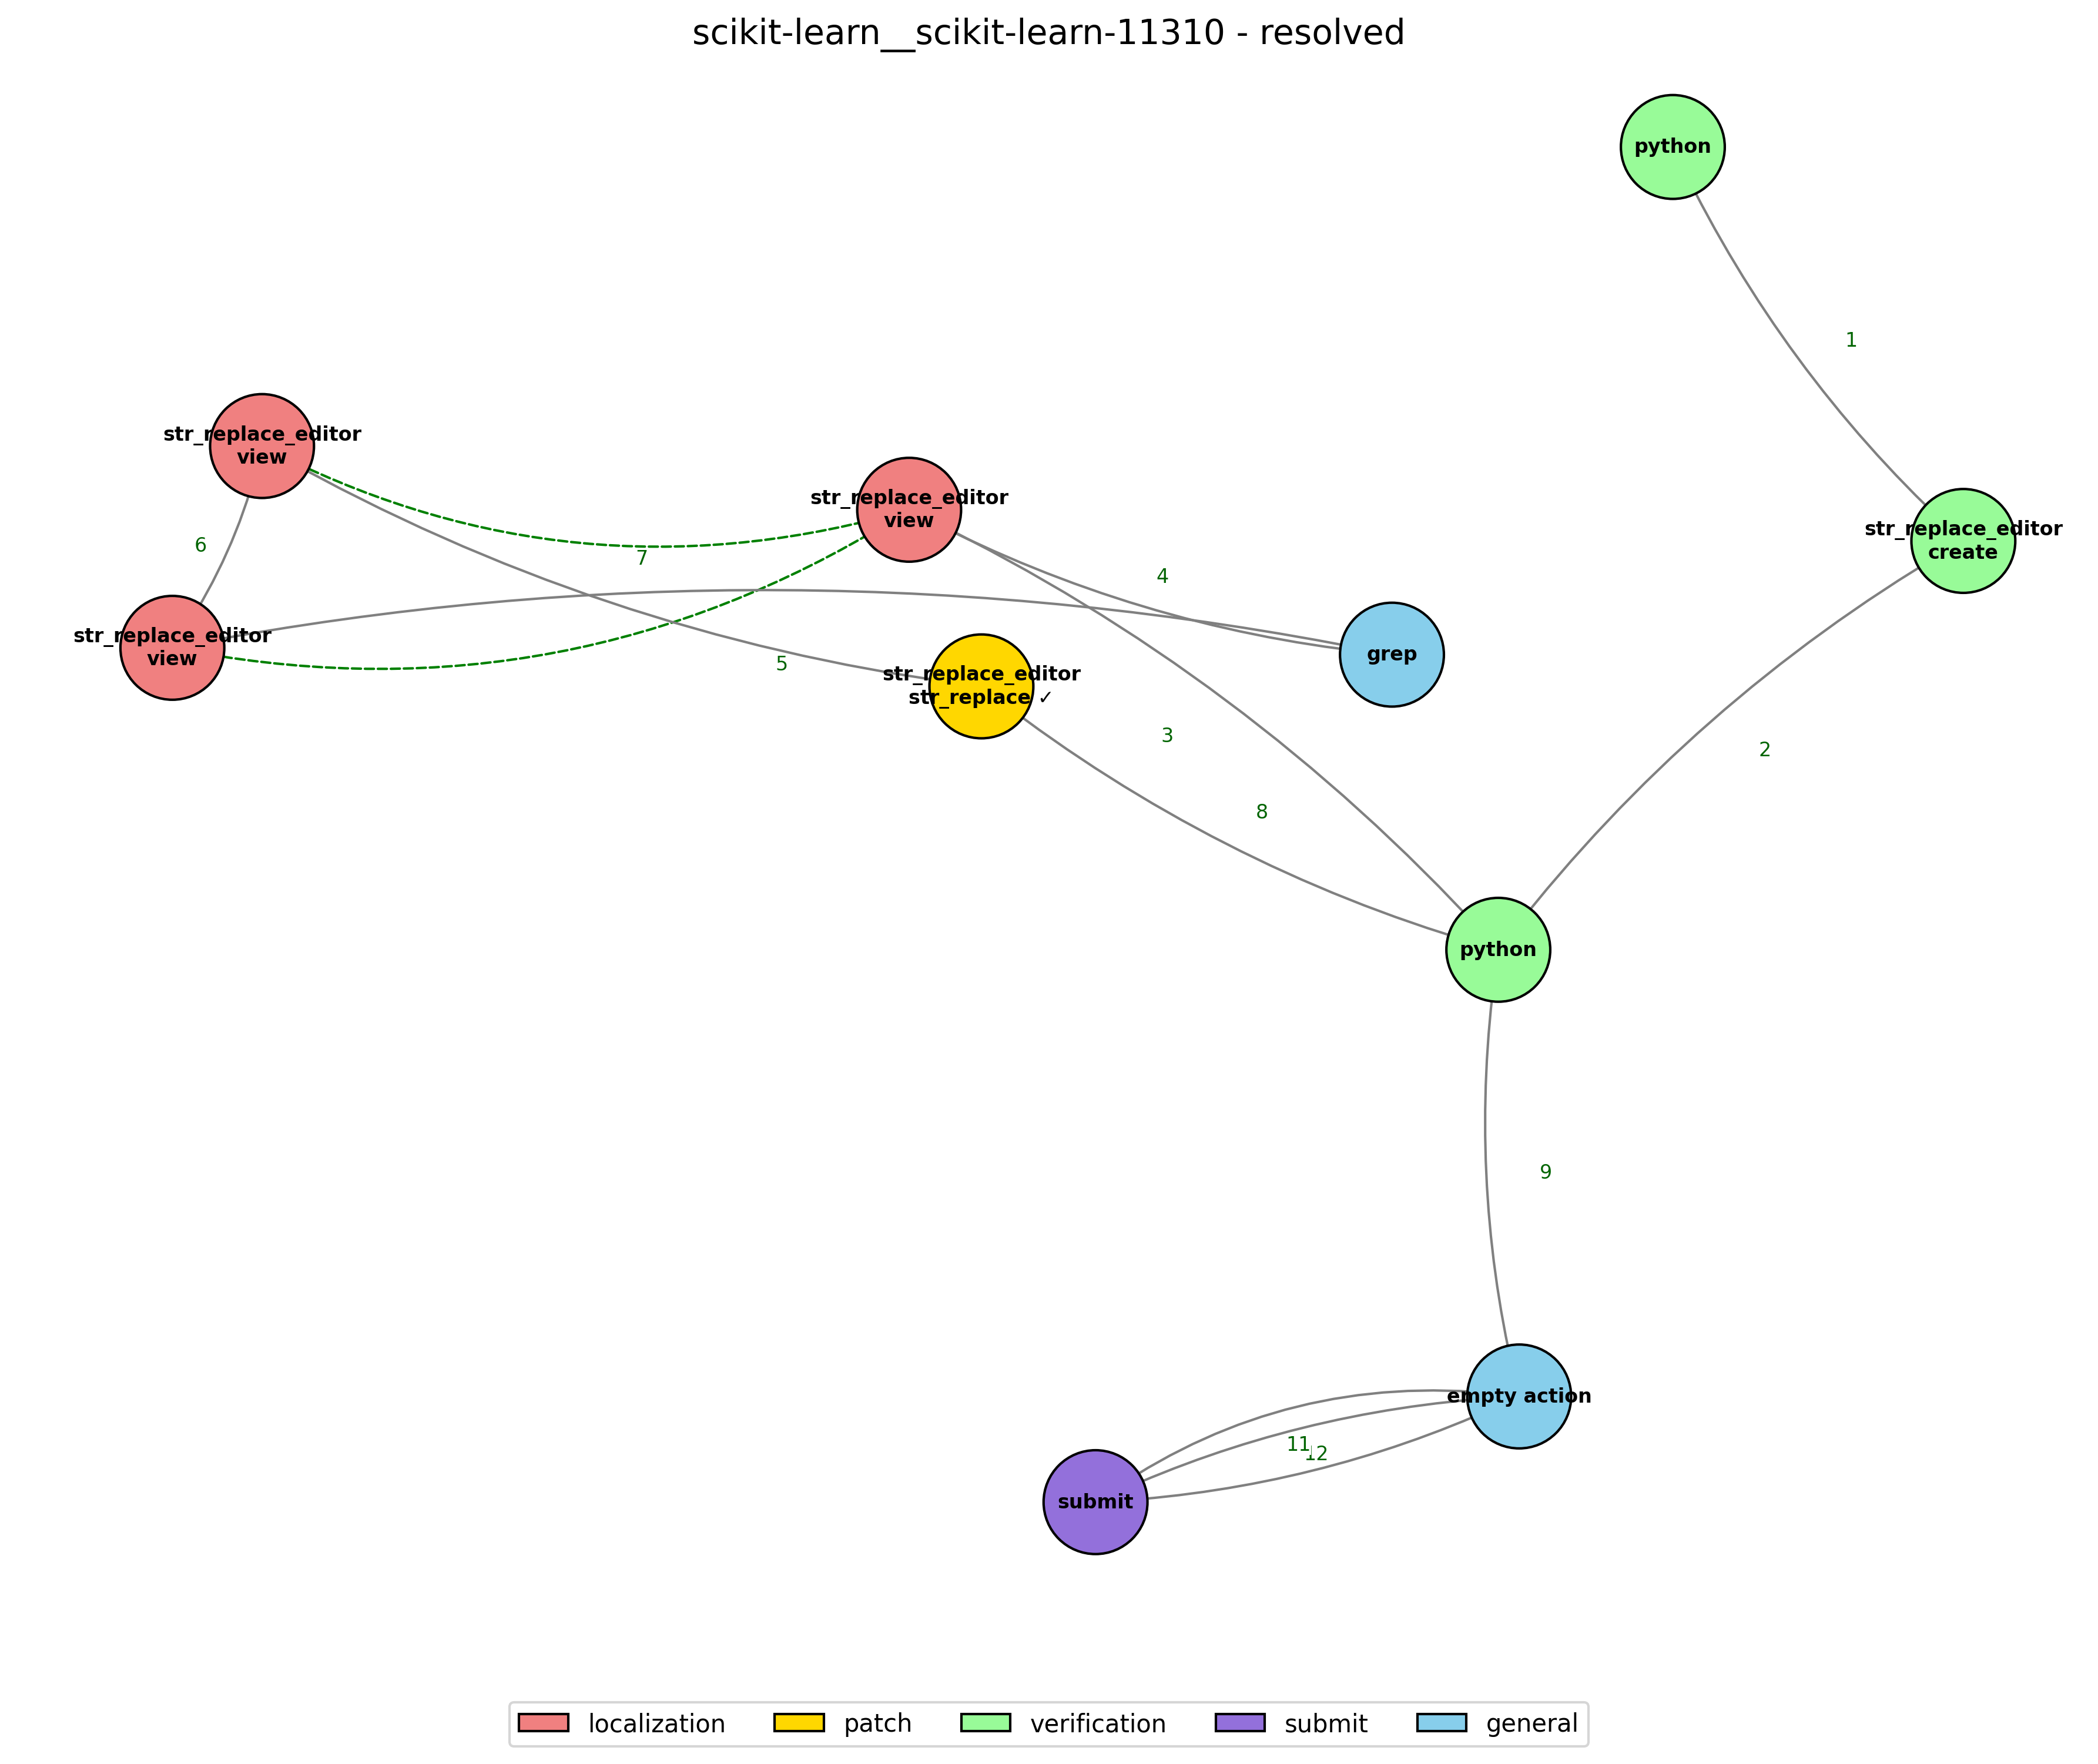 scikit-learn__scikit-learn-11310 - resolved
python
1
str_replace_editor
view
str_replace_editor
view
str_replace_editor
create
6
7
4
str_replace_editor
view
grep
5
str_replace_editor
str_replace ✓
3
2
8
python
9
empty action
11
12
submit
localization
patch
verification
submit
general